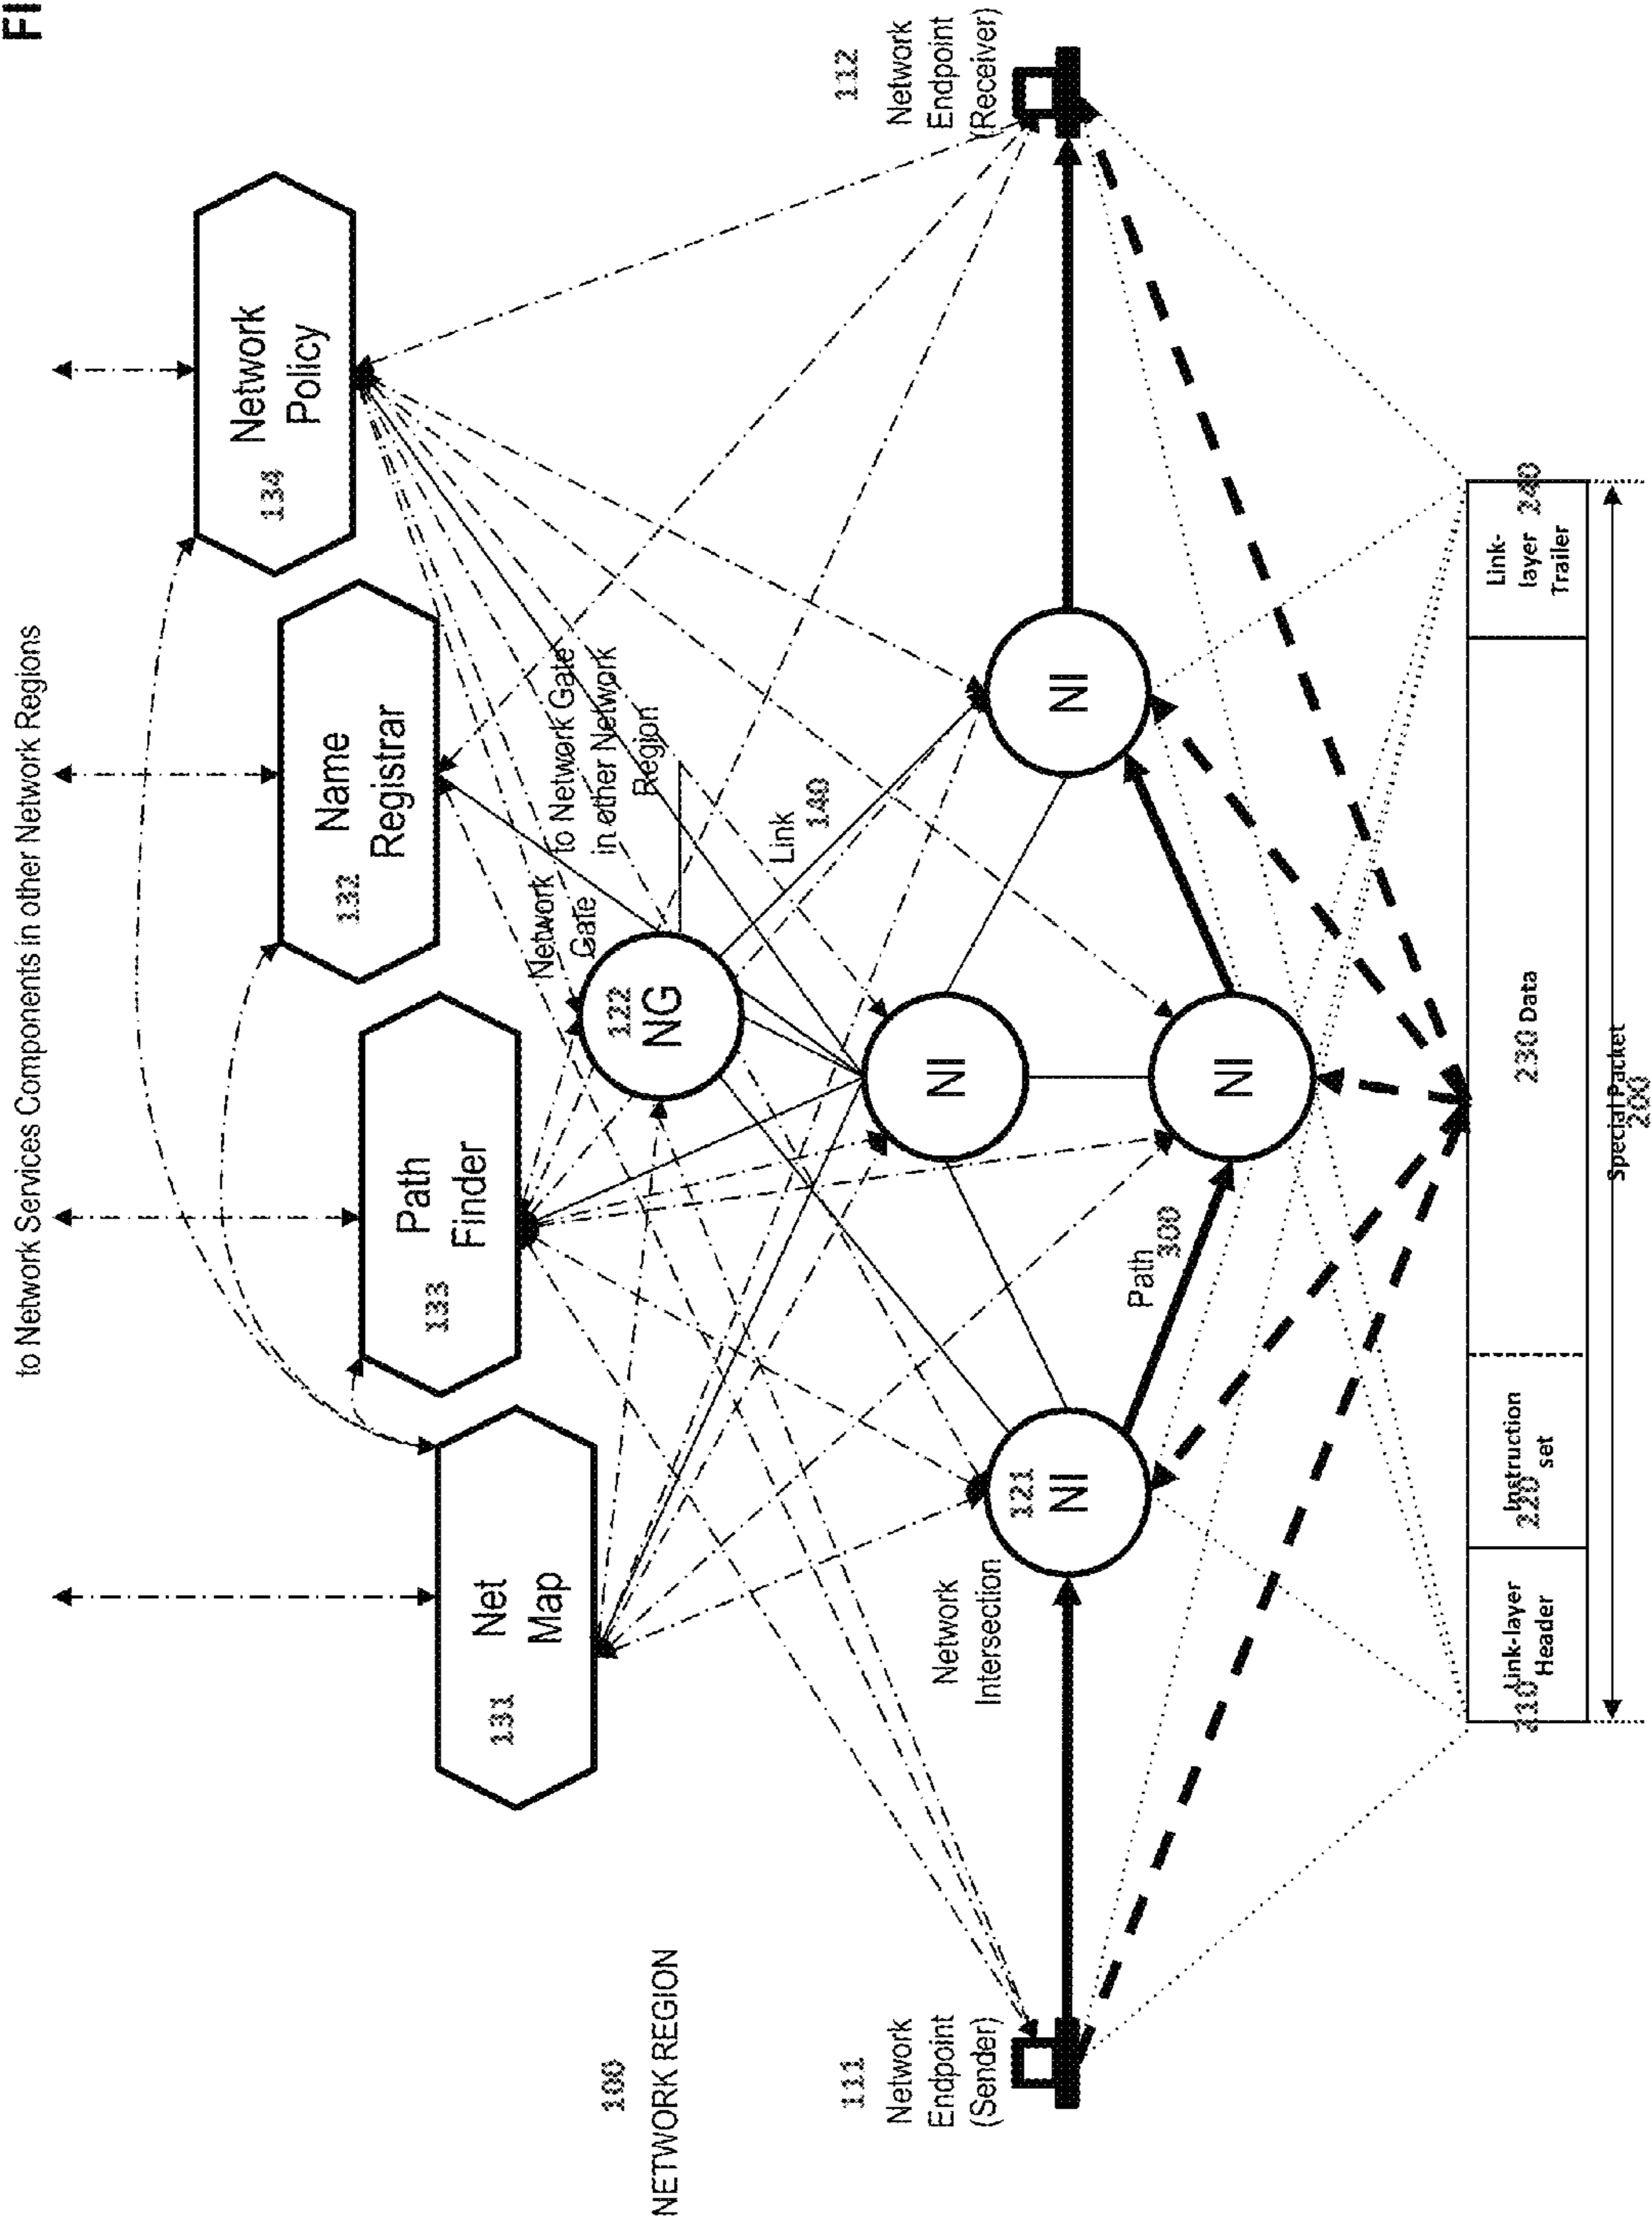 FI
to Network Services Components in other Network Regions
134
Network
Policy
132
Name
Registrar
133
Path
Finder
131
Net
Map
Network
Gate
to Network Gate
in other Network
Region
122
NG
Link
140
100
NETWORK REGION
111
Network
Endpoint
(Sender)
112
Network
Endpoint
(Receiver)
Network
Intersection
121
NI
NI
NI
NI
Path
300
210
Link-layer
Header
220
Instruction
set
230 Data
Link-
layer
Trailer
240
Special Packet
200